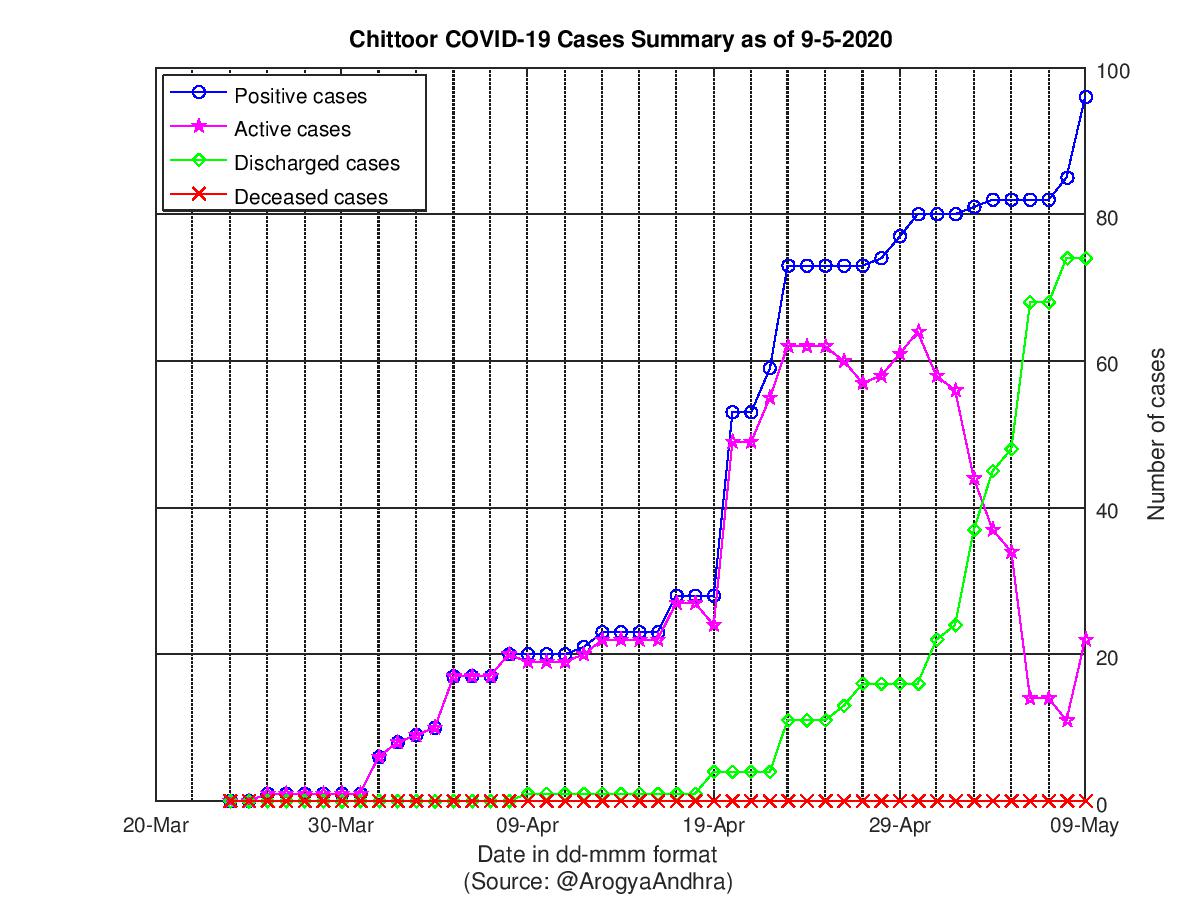 Chittoor COVID-19 Cases Summary as of 9-5-2020
Positive cases
Active cases
Discharged cases
Deceased cases
100
80
60
40
20
0
Number of cases
20-Mar 30-Mar 09-Apr 19-Apr 29-Apr 09-May
Date in dd-mmm format
(Source: @ArogyaAndhra)